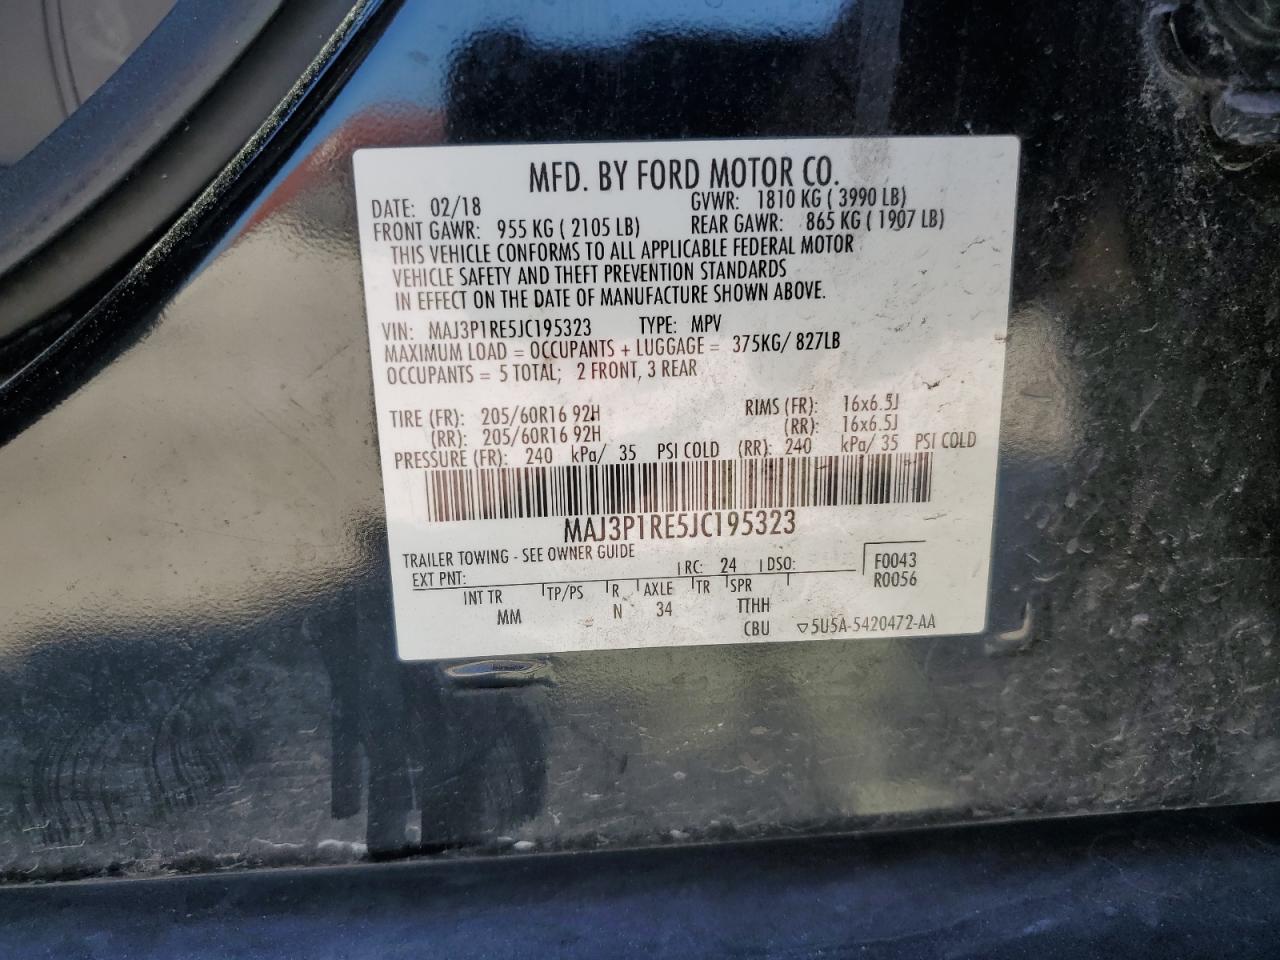 MFD. BY FORD MOTOR CO.
DATE: 02/18 GVWR: 1810 KG ( 3990 LB)
FRONT GAWR: 955 KG ( 2105 LB) REAR GAWR: 865 KG ( 1907 LB)
THIS VEHICLE CONFORMS TO ALL APPLICABLE FEDERAL MOTOR
VEHICLE SAFETY AND THEFT PREVENTION STANDARDS
IN EFFECT ON THE DATE OF MANUFACTURE SHOWN ABOVE.
VIN: MAJ3P1RE5JC195323 TYPE: MPV
MAXIMUM LOAD = OCCUPANTS + LUGGAGE = 375KG/ 827LB
OCCUPANTS = 5 TOTAL; 2 FRONT, 3 REAR
TIRE (FR): 205/60R16 92H RIMS (FR): 16x6.5J
(RR): 205/60R16 92H (RR): 16x6.5J
PRESSURE (FR): 240 kPa/ 35 PSI COLD (RR): 240 kPa/ 35 PSI COLD
MAJ3P1RE5JC195323
TRAILER TOWING - SEE OWNER GUIDE
EXT PNT: RC: 24 DSO: F0043
R0056
INT TR TP/PS R AXLE TR SPR
MM N 34 TTHH
CBU ▽5U5A-5420472-AA